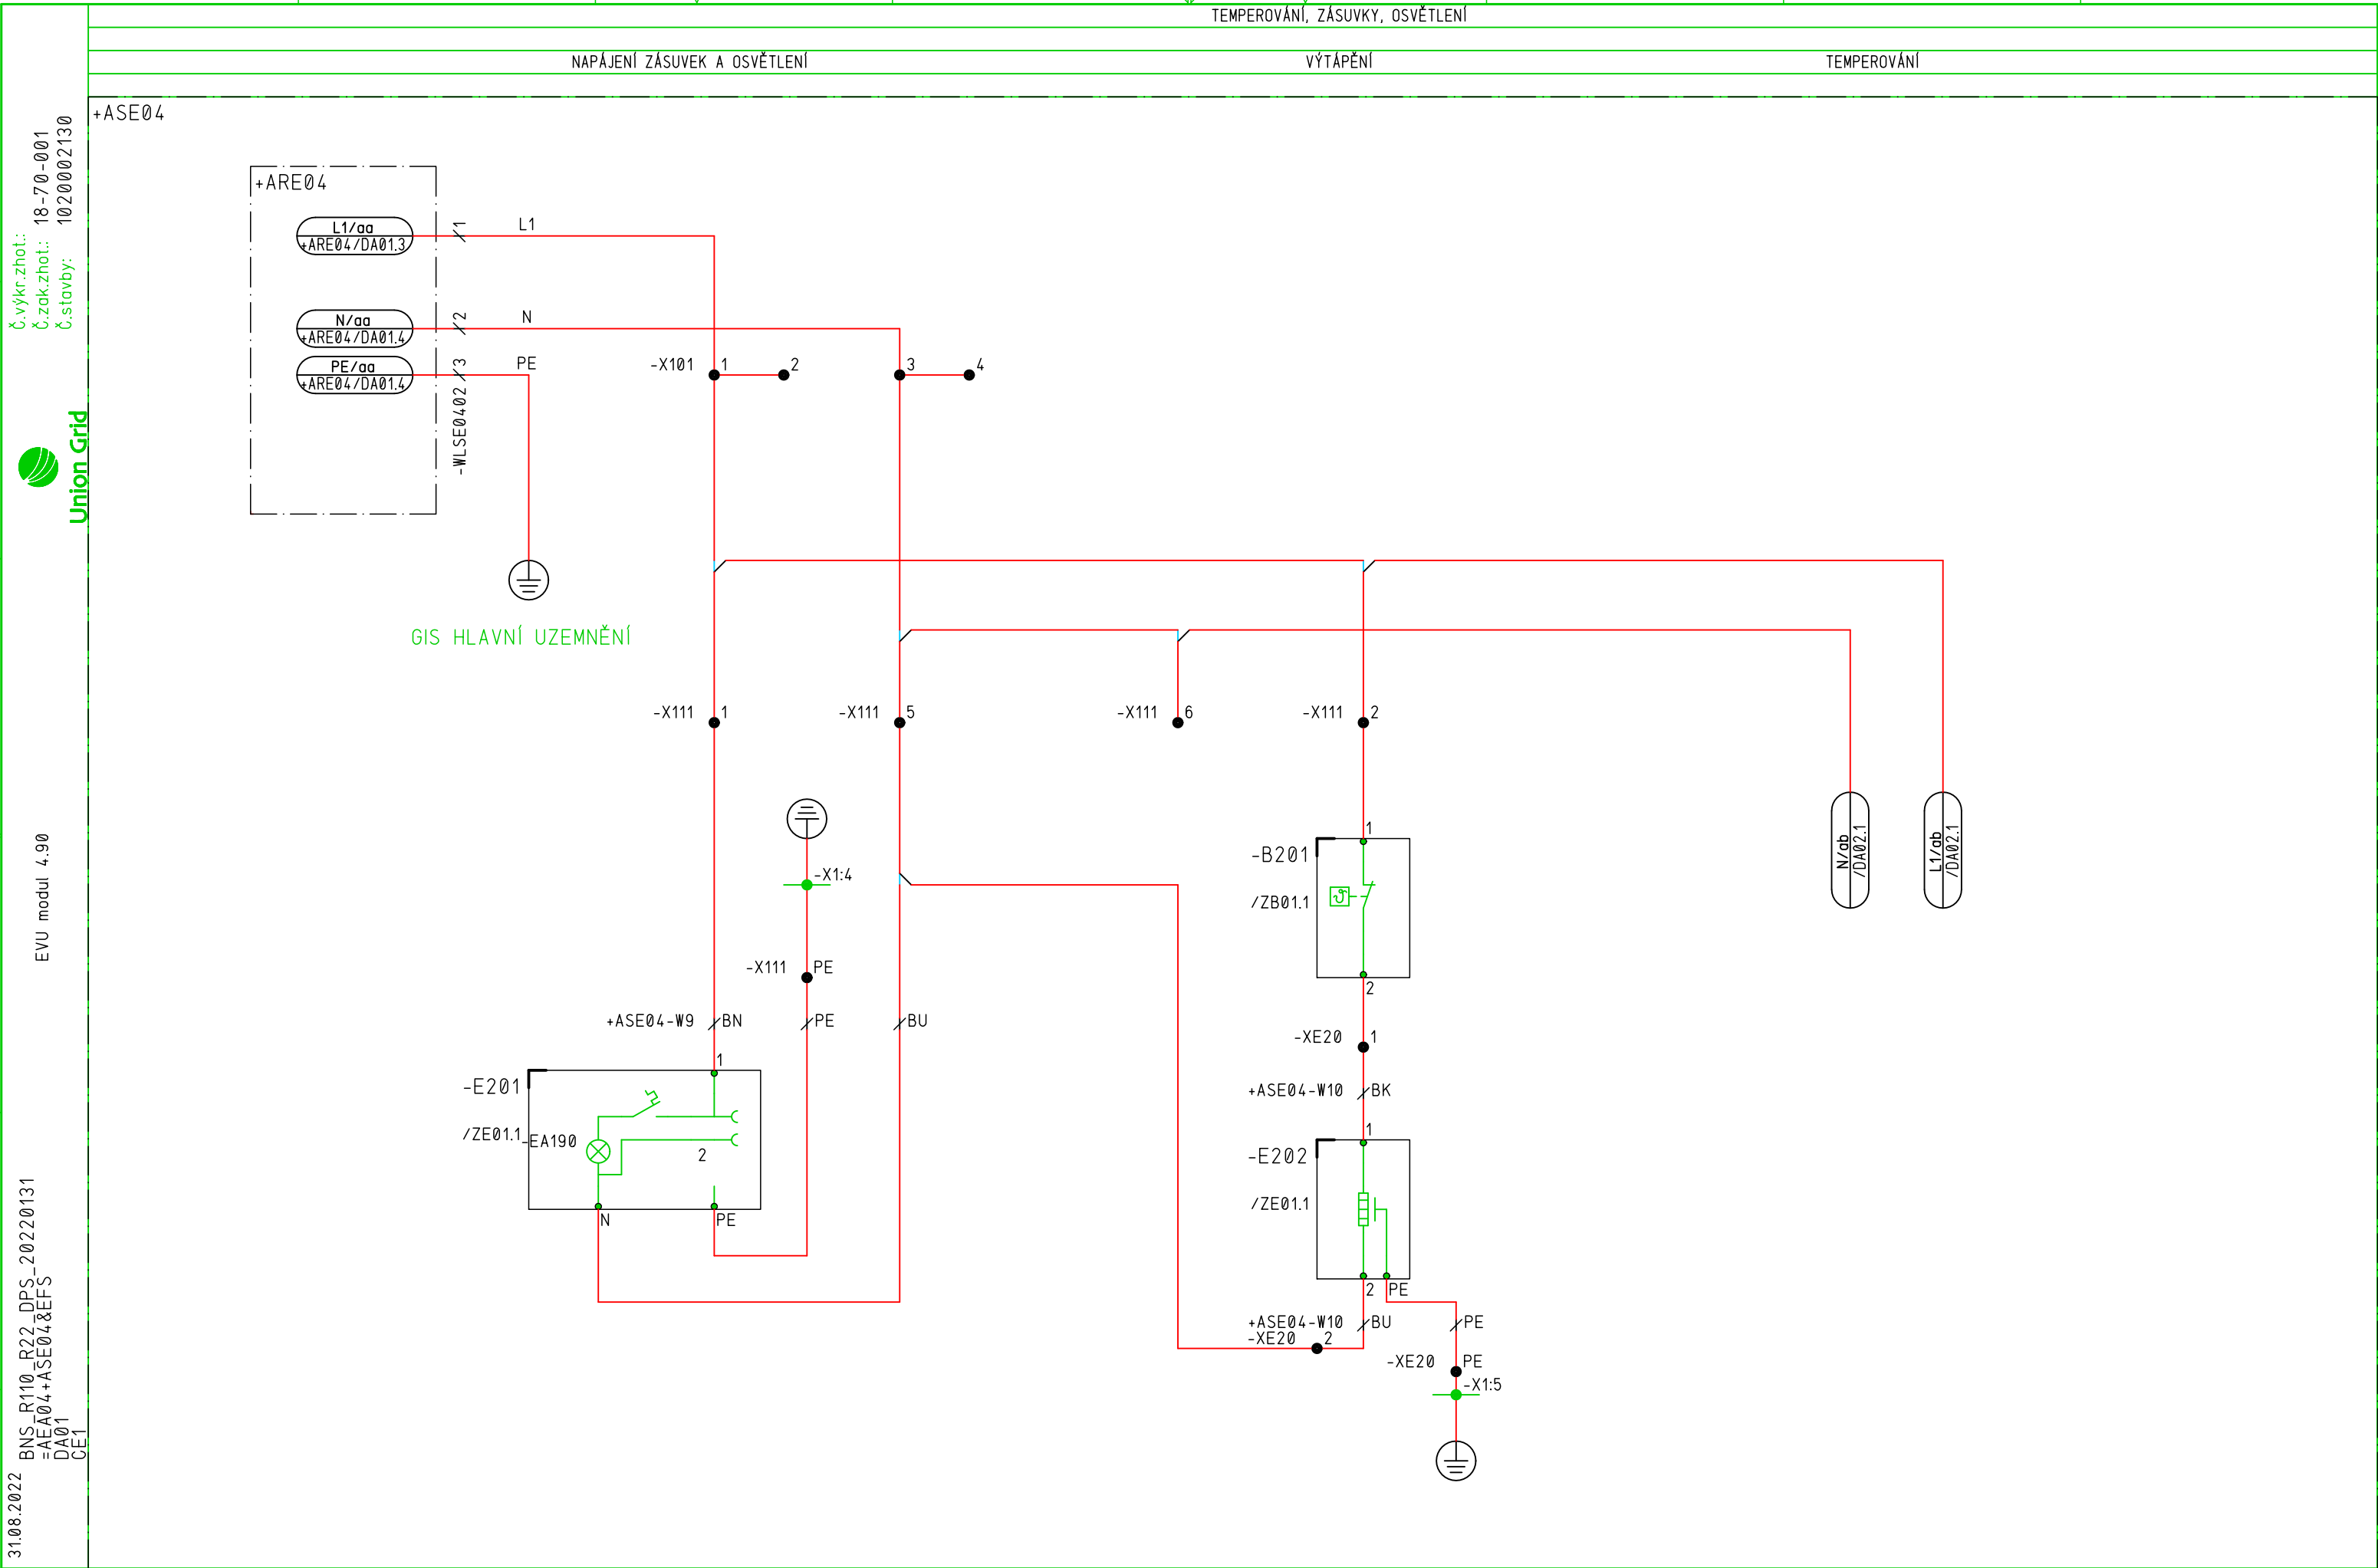 TEMPEROVÁNÍ, ZÁSUVKY, OSVĚTLENÍ
NAPÁJENÍ ZÁSUVEK A OSVĚTLENÍ
VÝTÁPĚNÍ
TEMPEROVÁNÍ
+ASE04
+ARE04
L1/aa
+ARE04/DA01.3
1
L1
N/aa
+ARE04/DA01.4
2
N
PE/aa
+ARE04/DA01.4
3
PE
-WLSE0402
-X101
1
2
3
4
GIS HLAVNÍ UZEMNĚNÍ
-X111
1
-X111
5
-X111
6
-X111
2
N/ab
/DA02.1
L1/ab
/DA02.1
-B201
/ZB01.1
1
2
-X1:4
-X111
PE
+ASE04-W9
BN
PE
BU
-XE20
1
+ASE04-W10
BK
-E201
/ZE01.1
-EA190
1
2
N
PE
-E202
/ZE01.1
1
2
PE
+ASE04-W10
BU
PE
-XE20
2
-XE20
PE
-X1:5
Č.výkr.zhot.:
Č.zak.zhot.: 18-70-001
Č.stavby: 1020002130
Union Grid
EVU modul 4.90
BNS_R110_R22_DPS_20220131
=AEA04+ASE04&EFS
DA01
CE1
31.08.2022